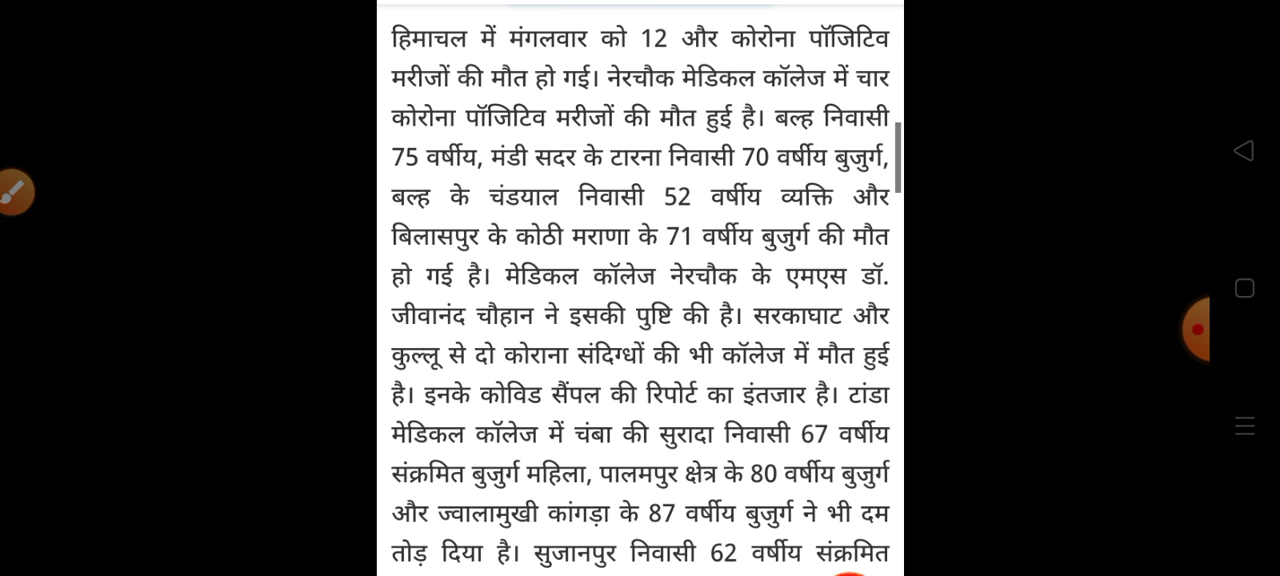 हिमाचल में मंगलवार को 12 और कोरोना पॉजिटिव
मरीजों की मौत हो गई। नेरचौक मेडिकल कॉलेज में चार
कोरोना पॉजिटिव मरीजों की मौत हुई है। बल्ह निवासी
75 वर्षीय, मंडी सदर के टारना निवासी 70 वर्षीय बुजुर्ग,
बल्ह के चंडयाल निवासी 52 वर्षीय व्यक्ति और
बिलासपुर के कोठी मराणा के 71 वर्षीय बुजुर्ग की मौत
हो गई है। मेडिकल कॉलेज नेरचौक के एमएस डॉ.
जीवानंद चौहान ने इसकी पुष्टि की है। सरकाघाट और
कुल्लू से दो कोराना संदिग्धों की भी कॉलेज में मौत हुई
है। इनके कोविड सैंपल की रिपोर्ट का इंतजार है। टांडा
मेडिकल कॉलेज में चंबा की सुरादा निवासी 67 वर्षीय
संक्रमित बुजुर्ग महिला, पालमपुर क्षेत्र के 80 वर्षीय बुजुर्ग
और ज्वालामुखी कांगड़ा के 87 वर्षीय बुजुर्ग ने भी दम
तोड़ दिया है। सुजानपुर निवासी 62 वर्षीय संक्रमित